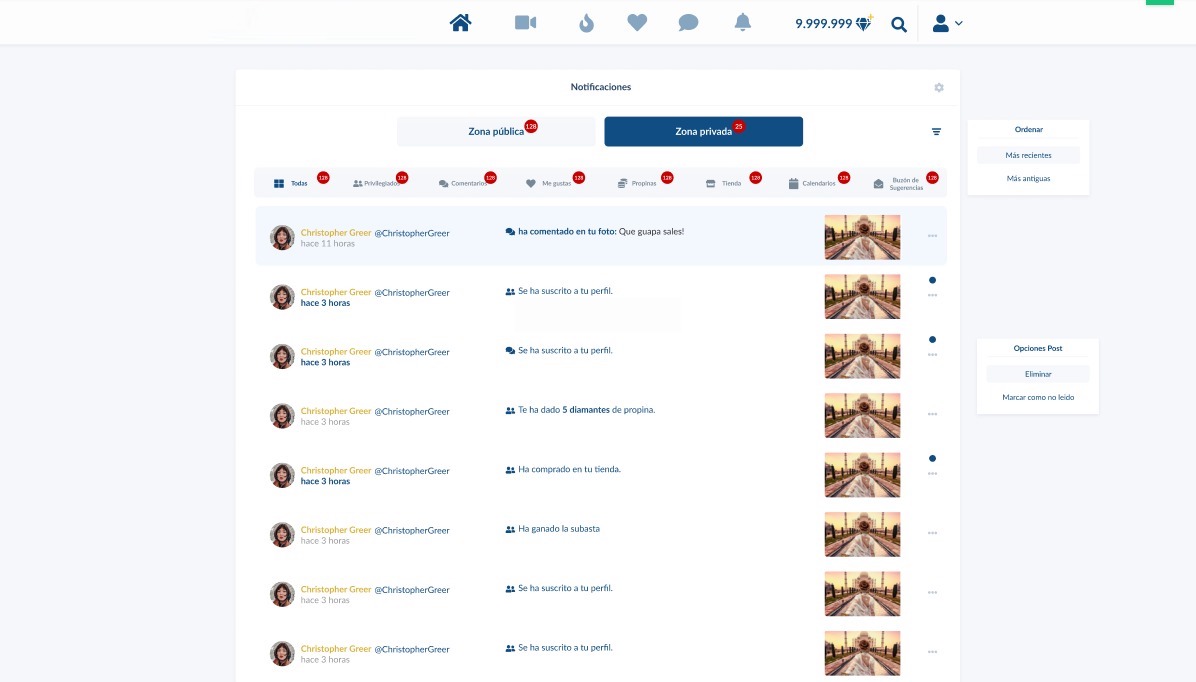 9.999.999
Notificaciones
Zona pública 128
Zona privada 25
Todas 128
Privilegiados 128
Comentarios 128
Me gustas 128
Propinas 128
Tienda 128
Calendarios 128
Buzón de
Sugerencias 128
Ordenar
Más recientes
Más antiguas
Christopher Greer @ChristopherGreer
hace 11 horas
ha comentado en tu foto: Que guapa sales!
Christopher Greer @ChristopherGreer
hace 3 horas
Se ha suscrito a tu perfil.
Christopher Greer @ChristopherGreer
hace 3 horas
Se ha suscrito a tu perfil.
Opciones Post
Eliminar
Marcar como no leido
Christopher Greer @ChristopherGreer
hace 3 horas
Te ha dado 5 diamantes de propina.
Christopher Greer @ChristopherGreer
hace 3 horas
Ha comprado en tu tienda.
Christopher Greer @ChristopherGreer
hace 3 horas
Ha ganado la subasta
Christopher Greer @ChristopherGreer
hace 3 horas
Se ha suscrito a tu perfil.
Christopher Greer @ChristopherGreer
hace 3 horas
Se ha suscrito a tu perfil.